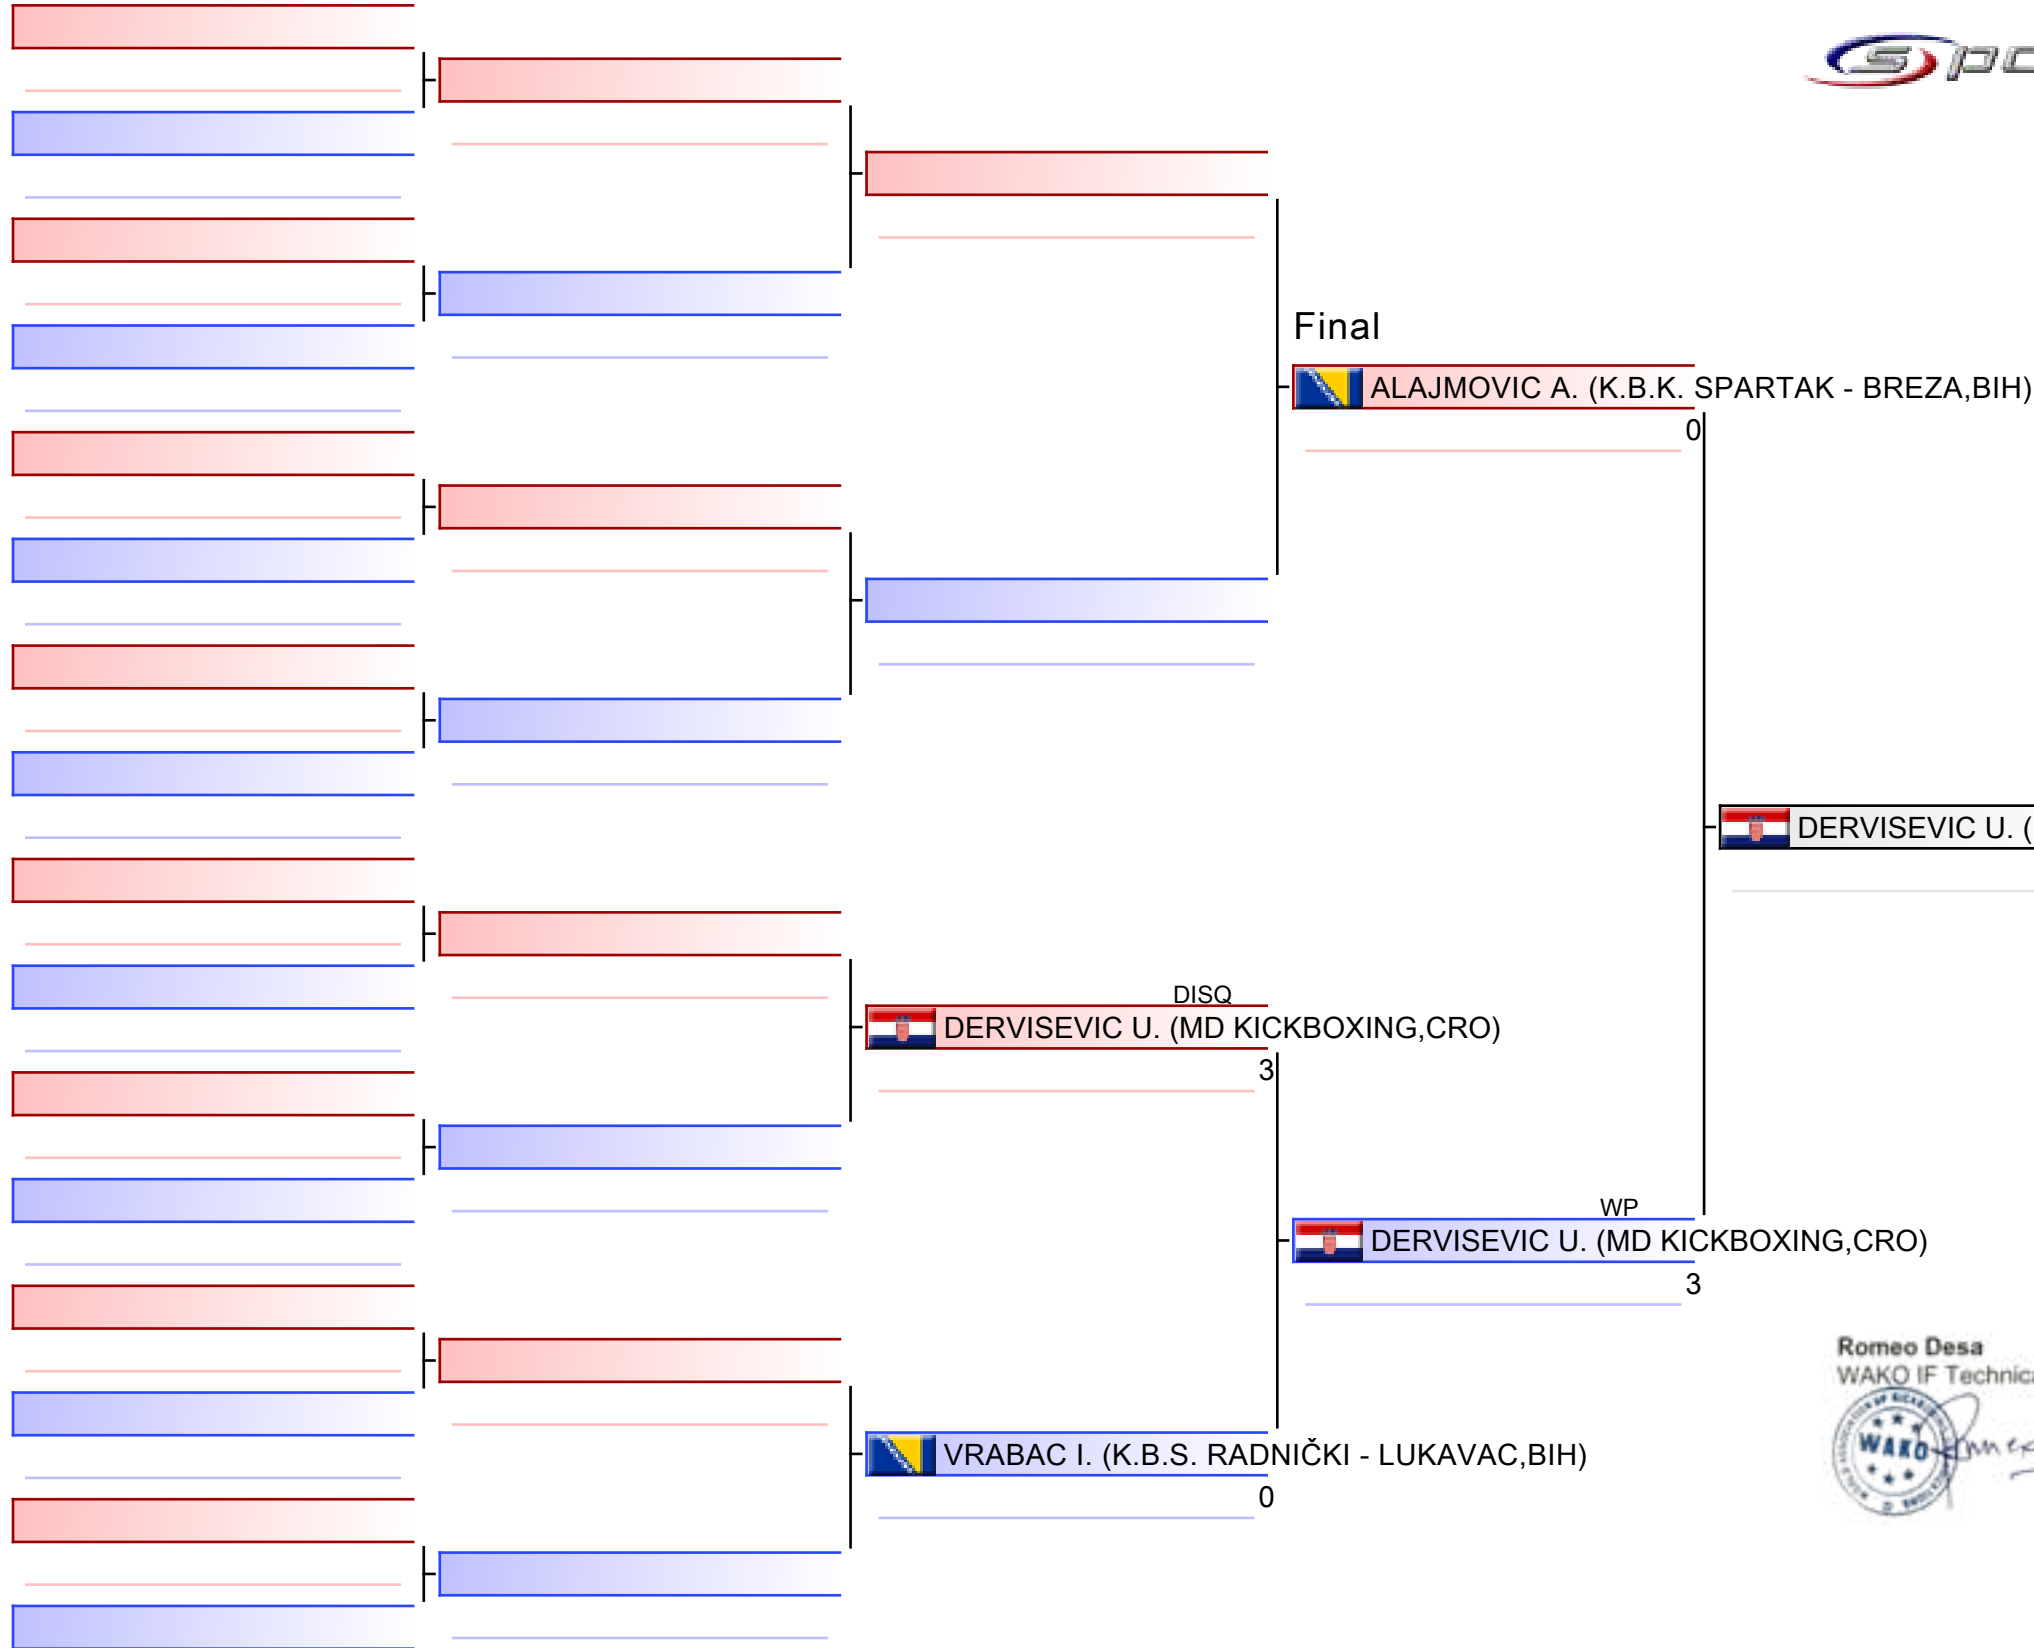 Final
ALAJMOVIC A. (K.B.K. SPARTAK - BREZA,BIH)
0
DERVISEVIC U. (
DISQ
DERVISEVIC U. (MD KICKBOXING,CRO)
3
WP
DERVISEVIC U. (MD KICKBOXING,CRO)
3
Romeo Desa
WAKO IF Technica
WAKO
VRABAC I. (K.B.S. RADNIČKI - LUKAVAC,BIH)
0